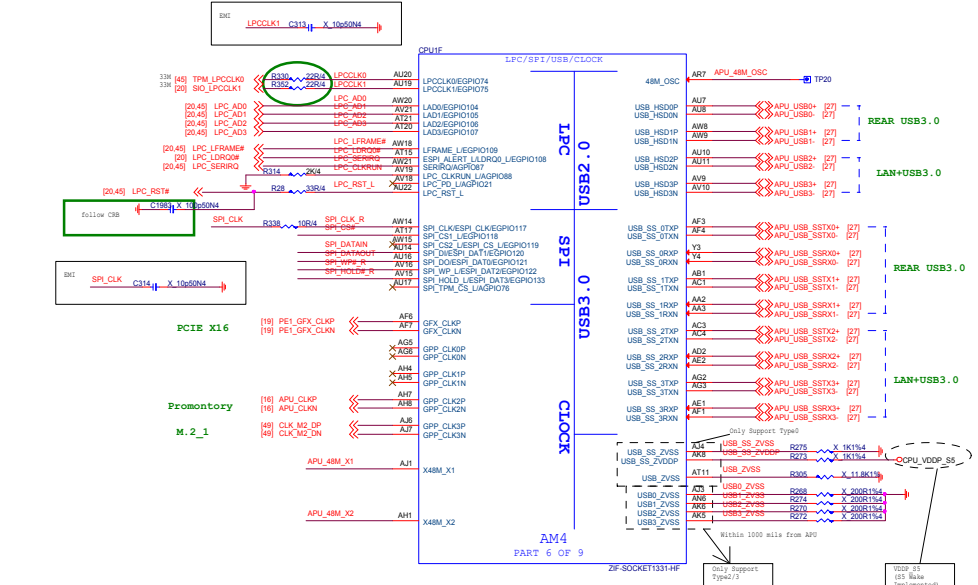 EMI
LPCCLK1 C313 X_10p50N4
CPU1F
LPC/SPI/USB/CLOCK
33M [45] TPM_LPCCLK0 R330 22R/4 LPCCLK0 AU20 LPCCLK0/EGPIO74
33M [20] SIO_LPCCLK1 R352 22R/4 LPCCLK1 AU19 LPCCLK1/EGPIO75
[20,45] LPC_AD0 LPC_AD0 AW20 LAD0/EGPIO104
[20,45] LPC_AD1 LPC_AD1 AV21 LAD1/EGPIO105
[20,45] LPC_AD2 LPC_AD2 AT21 LAD2/EGPIO106
[20,45] LPC_AD3 LPC_AD3 AT20 LAD3/EGPIO107
[20,45] LPC_LFRAME# LPC_LFRAME# AW18 LFRAME_L/EGPIO109
[20] LPC_LDRQ0# LPC_LDRQ0# AT15 ESPI_ALERT_L/LDRQ0_L/EGPIO108
[20,45] LPC_SERIRQ LPC_SERIRQ AW21 SERIRQ/AGPIO87
R314 2K/4 LPC_CLKRUN AV19 LPC_CLKRUN_L/AGPIO88
AV18 LPC_PD_L/AGPIO21
[20,45] LPC_RST# R28 33R/4 LPC_RST_L AU22 LPC_RST_L
follow CRB
C1983 X_100p50N4
SPI_CLK R338 10R/4 SPI_CLK_R AW14 SPI_CLK/ESPI_CLK/EGPIO117
SPI_CS# AT17 SPI_CS1_L/EGPIO118
AW15 SPI_CS2_L/ESPI_CS_L/EGPIO119
SPI_DATAIN AU14 SPI_DI/ESPI_DAT1/EGPIO120
SPI_DATAOUT AU16 SPI_DO/ESPI_DAT0/EGPIO121
SPI_WP#_R AV16 SPI_WP_L/ESPI_DAT2/EGPIO122
SPI_HOLD#_R AV15 SPI_HOLD_L/ESPI_DAT3/EGPIO133
AU17 SPI_TPM_CS_L/AGPIO76
EMI
SPI_CLK C314 X_10p50N4
PCIE X16
[19] PE1_GFX_CLKP AF6 GFX_CLKP
[19] PE1_GFX_CLKN AF7 GFX_CLKN
AG5 GPP_CLK0P
AG6 GPP_CLK0N
AH4 GPP_CLK1P
AH5 GPP_CLK1N
Promontory
[16] APU_CLKP AH7 GPP_CLK2P
[16] APU_CLKN AH8 GPP_CLK2N
M.2_1
[49] CLK_M2_DP AJ6 GPP_CLK3P
[49] CLK_M2_DN AJ7 GPP_CLK3N
APU_48M_X1 AJ1 X48M_X1
APU_48M_X2 AH1 X48M_X2
LPC
USB2.0
SPI
USB3.0
CLOCK
48M_OSC AR7 APU_48M_OSC TP20
USB_HSD0P AU7 APU_USB0+ [27]
USB_HSD0N AU8 APU_USB0- [27]
REAR USB3.0
USB_HSD1P AW8 APU_USB1+ [27]
USB_HSD1N AW9 APU_USB1- [27]
USB_HSD2P AU10 APU_USB2+ [27]
USB_HSD2N AU11 APU_USB2- [27]
LAN+USB3.0
USB_HSD3P AV9 APU_USB3+ [27]
USB_HSD3N AV10 APU_USB3- [27]
USB_SS_0TXP AF3 APU_USB_SSTX0+ [27]
USB_SS_0TXN AF4 APU_USB_SSTX0- [27]
USB_SS_0RXP Y3 APU_USB_SSRX0+ [27]
USB_SS_0RXN Y4 APU_USB_SSRX0- [27]
REAR USB3.0
USB_SS_1TXP AB1 APU_USB_SSTX1+ [27]
USB_SS_1TXN AC1 APU_USB_SSTX1- [27]
USB_SS_1RXP AA2 APU_USB_SSRX1+ [27]
USB_SS_1RXN AA3 APU_USB_SSRX1- [27]
USB_SS_2TXP AC3 APU_USB_SSTX2+ [27]
USB_SS_2TXN AC4 APU_USB_SSTX2- [27]
USB_SS_2RXP AD2 APU_USB_SSRX2+ [27]
USB_SS_2RXN AE2 APU_USB_SSRX2- [27]
LAN+USB3.0
USB_SS_3TXP AG2 APU_USB_SSTX3+ [27]
USB_SS_3TXN AG3 APU_USB_SSTX3- [27]
USB_SS_3RXP AE1 APU_USB_SSRX3+ [27]
USB_SS_3RXN AF1 APU_USB_SSRX3- [27]
Only Support Type0
USB_SS_ZVSS AJ4 USB_SS_ZVSS R275 X_1K1%4
USB_SS_ZVDDP AK8 USB_SS_ZVDDP R273 X_1K1%4 CPU_VDDP_S5
USB_ZVSS AT11 USB_ZVSS R305 X_11.8K1%
USB0_ZVSS AJ3 USB0_ZVSS R268 X_200R1%4
USB1_ZVSS AN6 USB1_ZVSS R274 X_200R1%4
USB2_ZVSS AK6 USB2_ZVSS R270 X_200R1%4
USB3_ZVSS AK5 USB3_ZVSS R272 X_200R1%4
Within 1000 mils from APU
AM4
PART 6 OF 9
ZIF-SOCKET1331-HF
Only Support
Type2/3
VDDP_S5
(S5 Wake
Implemented)